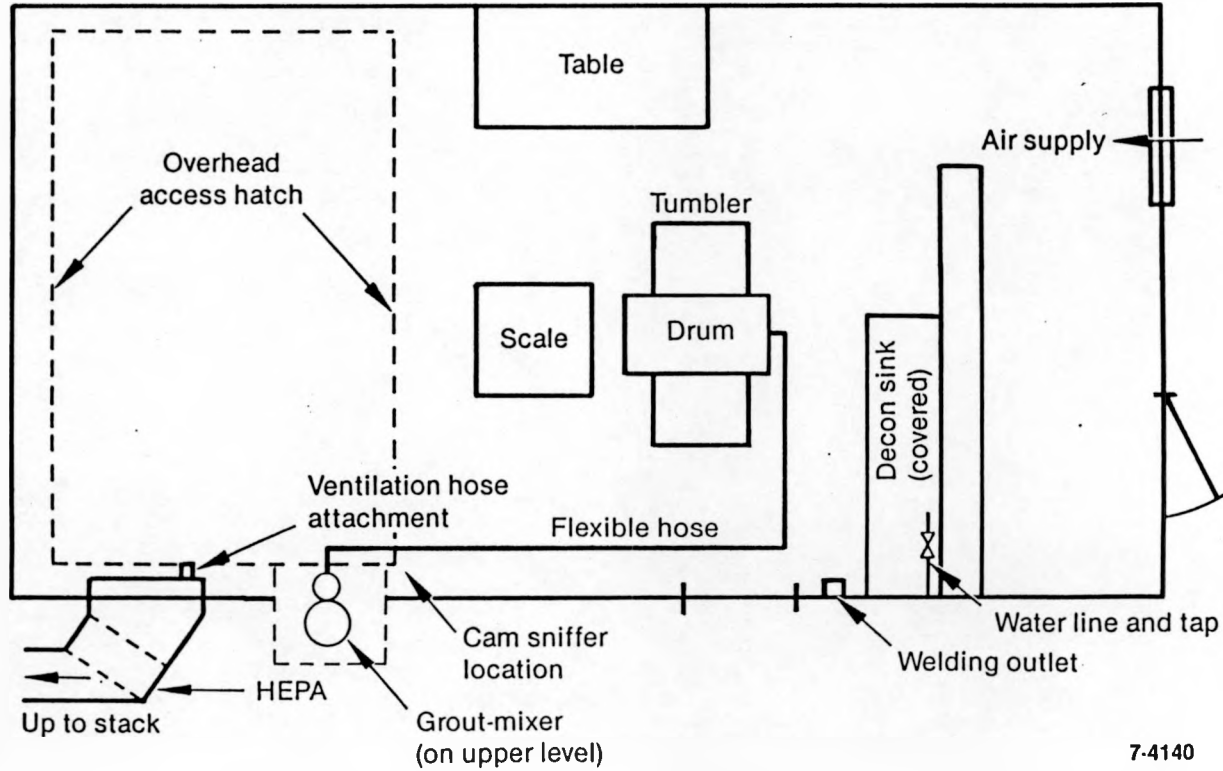 Table
Air supply
Overhead
access hatch
Tumbler
Scale
Drum
Decon sink
(covered)
Ventilation hose
attachment
Flexible hose
Cam sniffer
location
Water line and tap
Welding outlet
HEPA
Up to stack
Grout-mixer
(on upper level)
7-4140